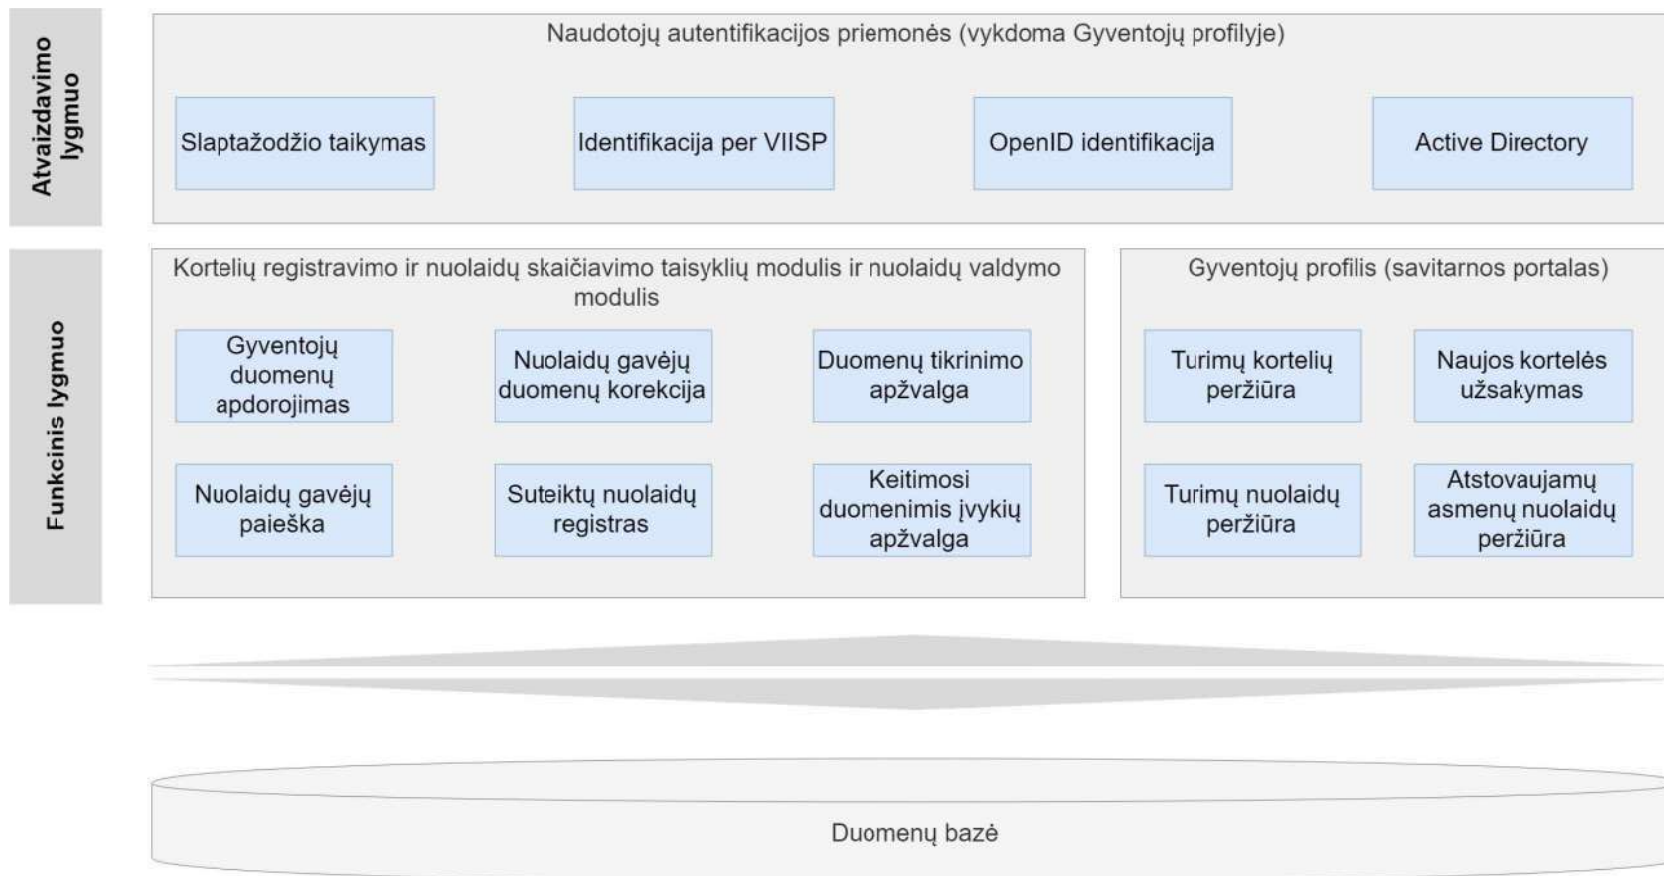 Atvaizdavimo
lygmuo
Naudotojų autentifikacijos priemonės (vykdoma Gyventojų profilyje)
Slaptažodžio taikymas
Identifikacija per VIISP
OpenID identifikacija
Active Directory
Funkcinis lygmuo
Kortelių registravimo ir nuolaidų skaičiavimo taisyklių modulis ir nuolaidų valdymo
modulis
Gyventojų
duomenų
apdorojimas
Nuolaidų gavėjų
duomenų korekcija
Duomenų tikrinimo
apžvalga
Nuolaidų gavėjų
paieška
Suteiktų nuolaidų
registras
Keitimosi
duomenimis įvykių
apžvalga
Gyventojų profilis (savitarnos portalas)
Turimų kortelių
peržiūra
Naujos kortelės
užsakymas
Turimų nuolaidų
peržiūra
Atstovaujamų
asmenų nuolaidų
peržiūra
Duomenų bazė